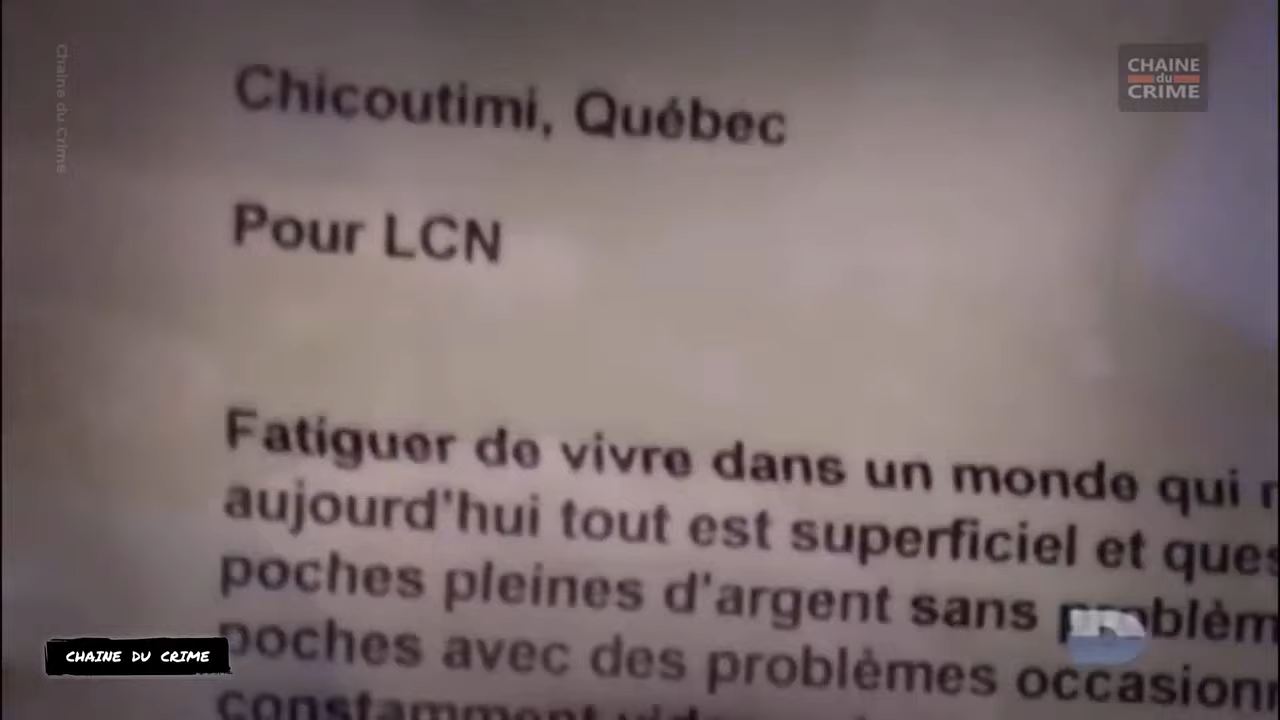 Chaine du Crime
CHAINE
du
CRIME
Chicoutimi, Québec
Pour LCN
Fatiguer de vivre dans un monde qui
aujourd'hui tout est superficiel et
poches pleines d'argent sans
poches avec des problèmes
constamment
CHAINE DU CRIME